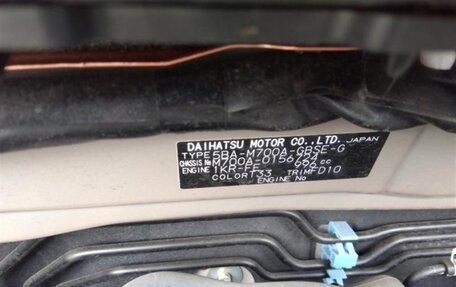 DAIHATSU MOTOR CO.,LTD. JAPAN
TYPE 5BA-M700A-GBSE-G
CHASSIS No M700A-0156754
ENGINE 1KR-FE 996 cc
COLOR T33 TRIM FD10
ENGINE No